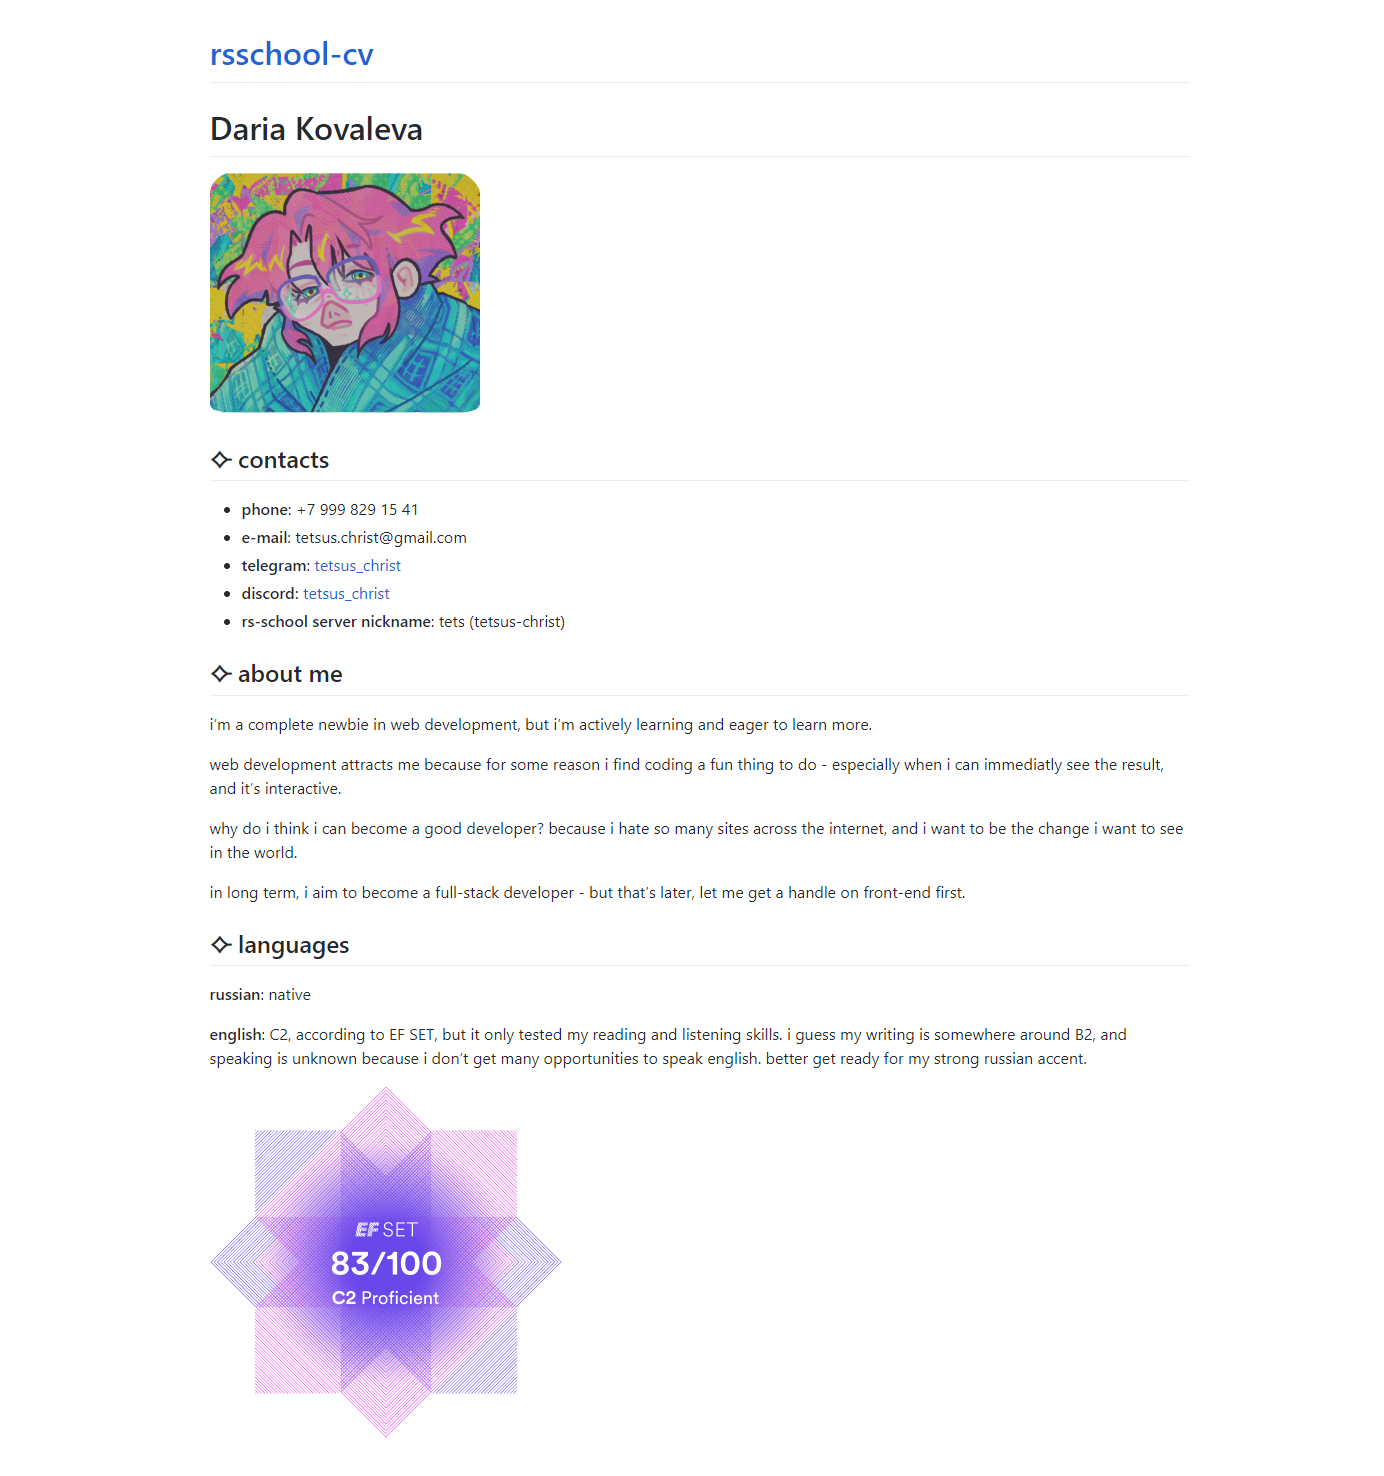 rsschool-cv
Daria Kovaleva
✧ contacts
• phone: +7 999 829 15 41
• e-mail: tetsus.christ@gmail.com
• telegram: tetsus_christ
• discord: tetsus_christ
• rs-school server nickname: tets (tetsus-christ)
✧ about me
i'm a complete newbie in web development, but i'm actively learning and eager to learn more.
web development attracts me because for some reason i find coding a fun thing to do - especially when i can immediatly see the result,
and it's interactive.
why do i think i can become a good developer? because i hate so many sites across the internet, and i want to be the change i want to see
in the world.
in long term, i aim to become a full-stack developer - but that's later, let me get a handle on front-end first.
✧ languages
russian: native
english: C2, according to EF SET, but it only tested my reading and listening skills. i guess my writing is somewhere around B2, and
speaking is unknown because i don't get many opportunities to speak english. better get ready for my strong russian accent.
EF SET
83/100
C2 Proficient